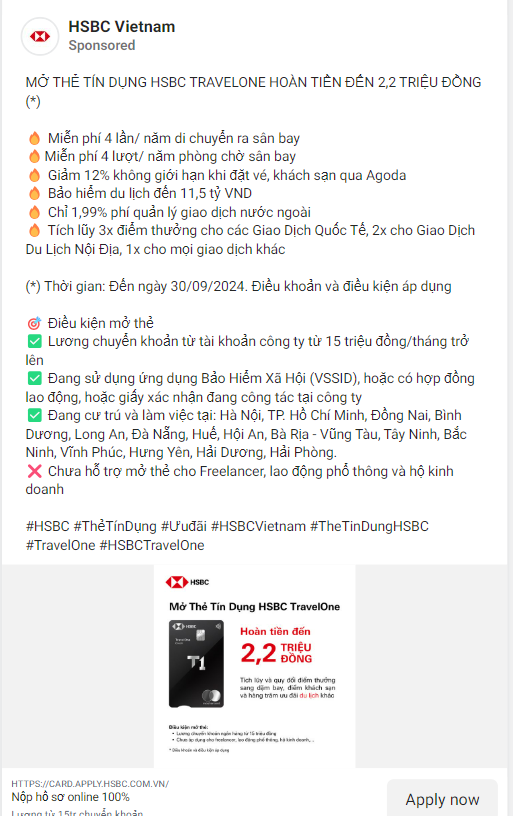 HSBC Vietnam
Sponsored
MỞ THẺ TÍN DỤNG HSBC TRAVELONE HOÀN TIỀN ĐẾN 2,2 TRIỆU ĐỒNG
(*)
🔥 Miễn phí 4 lần/ năm di chuyển ra sân bay
🔥Miễn phí 4 lượt/ năm phòng chờ sân bay
🔥 Giảm 12% không giới hạn khi đặt vé, khách sạn qua Agoda
🔥 Bảo hiểm du lịch đến 11,5 tỷ VND
🔥 Chỉ 1,99% phí quản lý giao dịch nước ngoài
🔥 Tích lũy 3x điểm thưởng cho các Giao Dịch Quốc Tế, 2x cho Giao Dịch
Du Lịch Nội Địa, 1x cho mọi giao dịch khác
(*) Thời gian: Đến ngày 30/09/2024. Điều khoản và điều kiện áp dụng
🎯 Điều kiện mở thẻ
✅ Lương chuyển khoản từ tài khoản công ty từ 15 triệu đồng/tháng trở
lên
✅ Đang sử dụng ứng dụng Bảo Hiểm Xã Hội (VSSID), hoặc có hợp đồng
lao động, hoặc giấy xác nhận đang công tác tại công ty
✅ Đang cư trú và làm việc tại: Hà Nội, TP. Hồ Chí Minh, Đồng Nai, Bình
Dương, Long An, Đà Nẵng, Huế, Hội An, Bà Rịa - Vũng Tàu, Tây Ninh, Bắc
Ninh, Vĩnh Phúc, Hưng Yên, Hải Dương, Hải Phòng.
❌ Chưa hỗ trợ mở thẻ cho Freelancer, lao động phổ thông và hộ kinh
doanh
#HSBC #ThẻTínDụng #Ưuđãi #HSBCVietnam #TheTinDungHSBC
#TravelOne #HSBCTravelOne
HSBC
Mở Thẻ Tín Dụng HSBC TravelOne
HSBC
TravelOne
T1
Hoàn tiền đến
2,2 TRIỆU
ĐỒNG
Tích lũy và quy đổi điểm thưởng
sang dặm bay, điểm khách sạn
và hàng trăm ưu đãi du lịch khác
Điều kiện mở thẻ:
• Lương chuyển khoản ngân hàng từ 15 triệu đồng
• Chưa áp dụng cho freelancer, lao động phổ thông, hộ kinh doanh, ...
* Điều khoản và điều kiện áp dụng
HTTPS://CARD.APPLY.HSBC.COM.VN/
Nộp hồ sơ online 100%
Lương từ 15tr chuyển khoản
Apply now